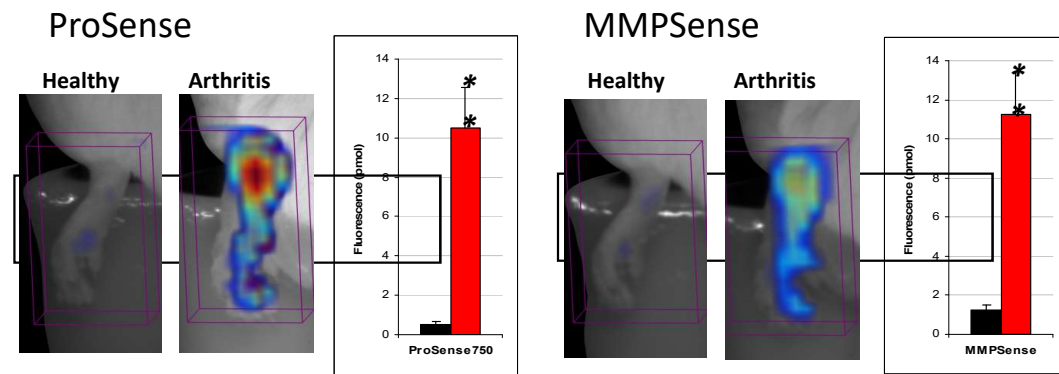 ProSense
Healthy Arthritis
Fluorescence (pmol)
14
12
10
8
6
4
2
0
*
*
ProSense750
MMPSense
Healthy Arthritis
Fluorescence (pmol)
14
12
10
8
6
4
2
0
*
*
MMPSense